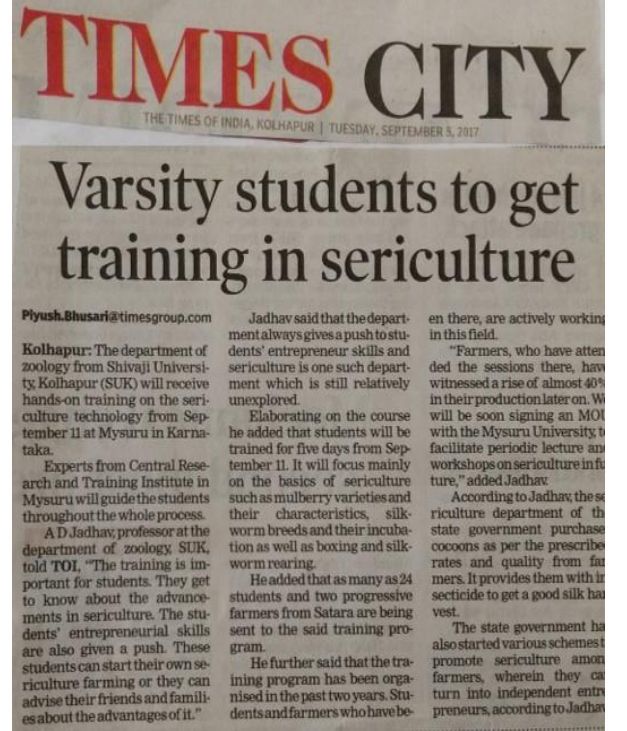 TIMES CITY
THE TIMES OF INDIA, KOLHAPUR | TUESDAY, SEPTEMBER 5, 2017
Varsity students to get
training in sericulture
Piyush.Bhusari@timesgroup.com
Kolhapur: The department of
zoology from Shivaji Universi-
ty, Kolhapur (SUK) will receive
hands-on training on the seri-
culture technology from Sep-
tember 11 at Mysuru in Karna-
taka.
Experts from Central Rese-
arch and Training Institute in
Mysuru will guide the students
throughout the whole process.
A D Jadhav, professor at the
department of zoology, SUK,
told TOI, “The training is im-
portant for students. They get
to know about the advance-
ments in sericulture. The stu-
dents’ entrepreneurial skills
are also given a push. These
students can start their own se-
riculture farming or they can
advise their friends and famili-
es about the advantages of it.”
Jadhav said that the depart-
ment always gives a push to stu-
dents’ entrepreneur skills and
sericulture is one such depart-
ment which is still relatively
unexplored.
Elaborating on the course
he added that students will be
trained for five days from Sep-
tember 11. It will focus mainly
on the basics of sericulture
such as mulberry varieties and
their characteristics, silk-
worm breeds and their incuba-
tion as well as boxing and silk-
worm rearing.
He added that as many as 24
students and two progressive
farmers from Satara are being
sent to the said training pro-
gram.
He further said that the tra-
ining program has been orga-
nised in the past two years. Stu-
dents and farmers who have be-
en there, are actively working
in this field.
“Farmers, who have atten
ded the sessions there, have
witnessed a rise of almost 40%
in their production later on. We
will be soon signing an MOU
with the Mysuru University, t
facilitate periodic lecture and
workshops on sericulture in fu
ture,” added Jadhav.
According to Jadhav, the se
riculture department of the
state government purchase
cocoons as per the prescribe
rates and quality from far
mers. It provides them with in
secticide to get a good silk har
vest.
The state government ha
also started various schemes t
promote sericulture amon
farmers, wherein they ca
turn into independent entre
preneurs, according to Jadhav